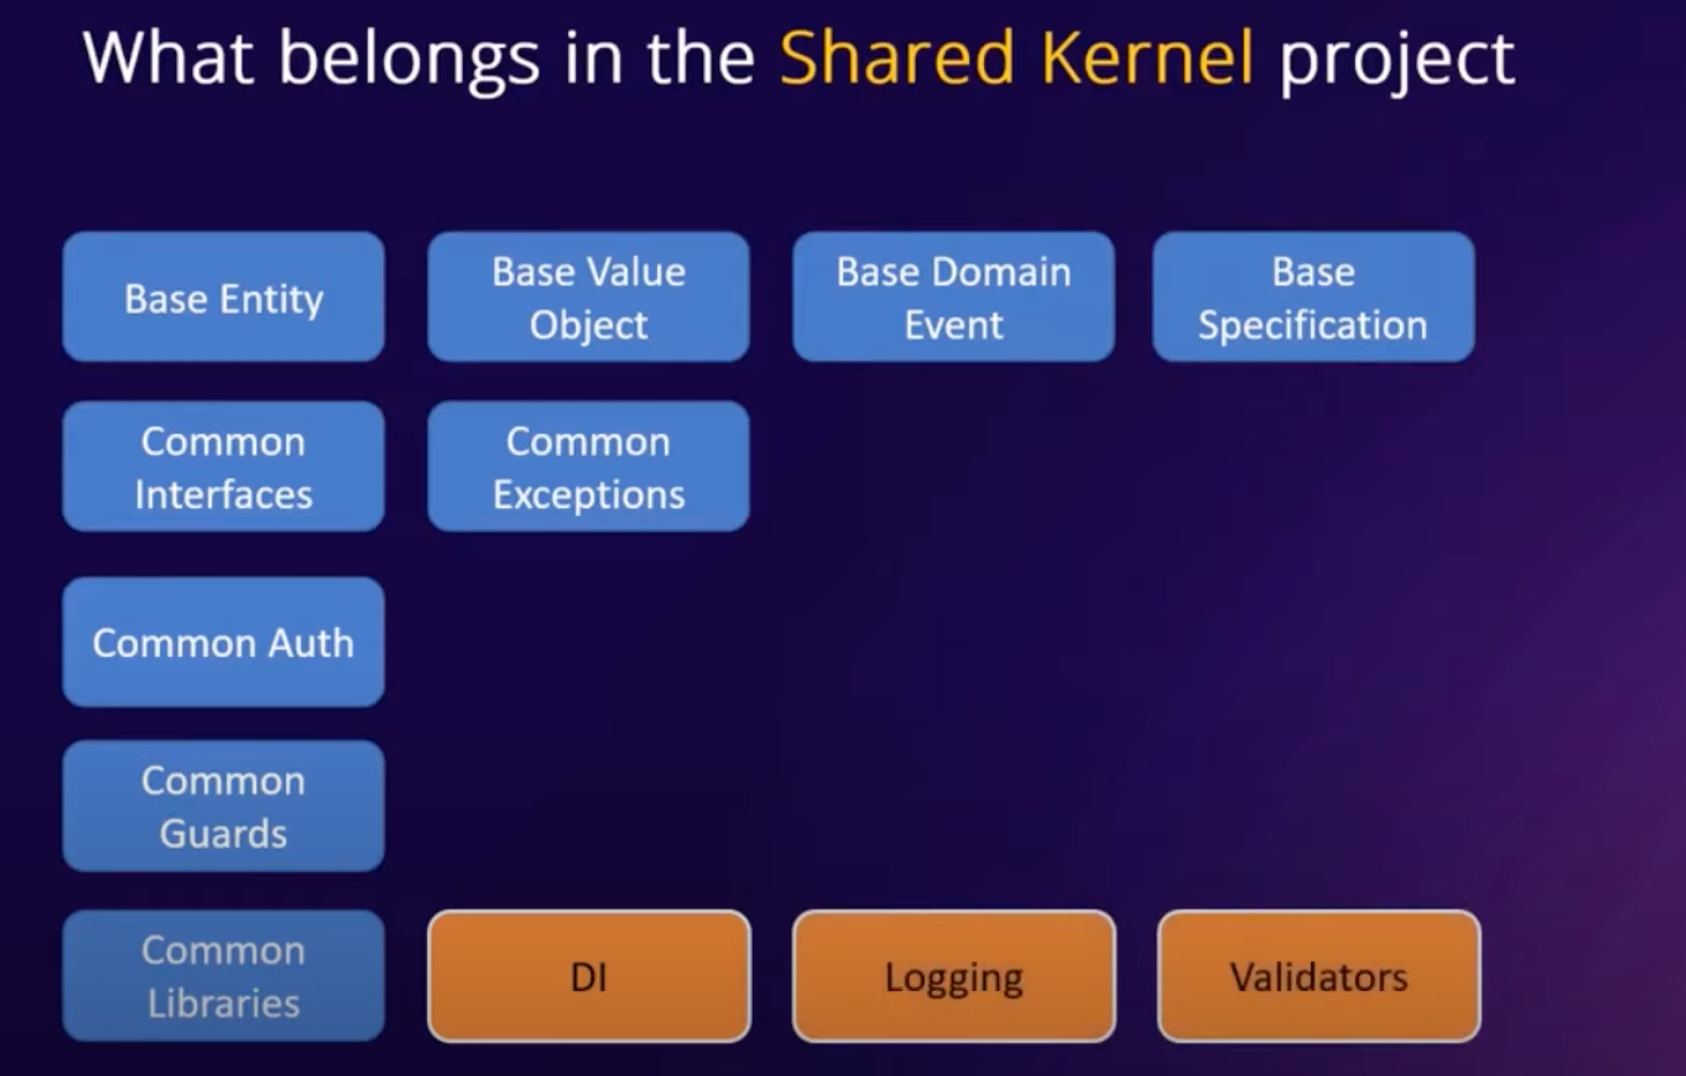 What belongs in the Shared Kernel project
Base Entity
Base Value
Object
Base Domain
Event
Base
Specification
Common
Interfaces
Common
Exceptions
Common Auth
Common
Guards
Common
Libraries
DI
Logging
Validators